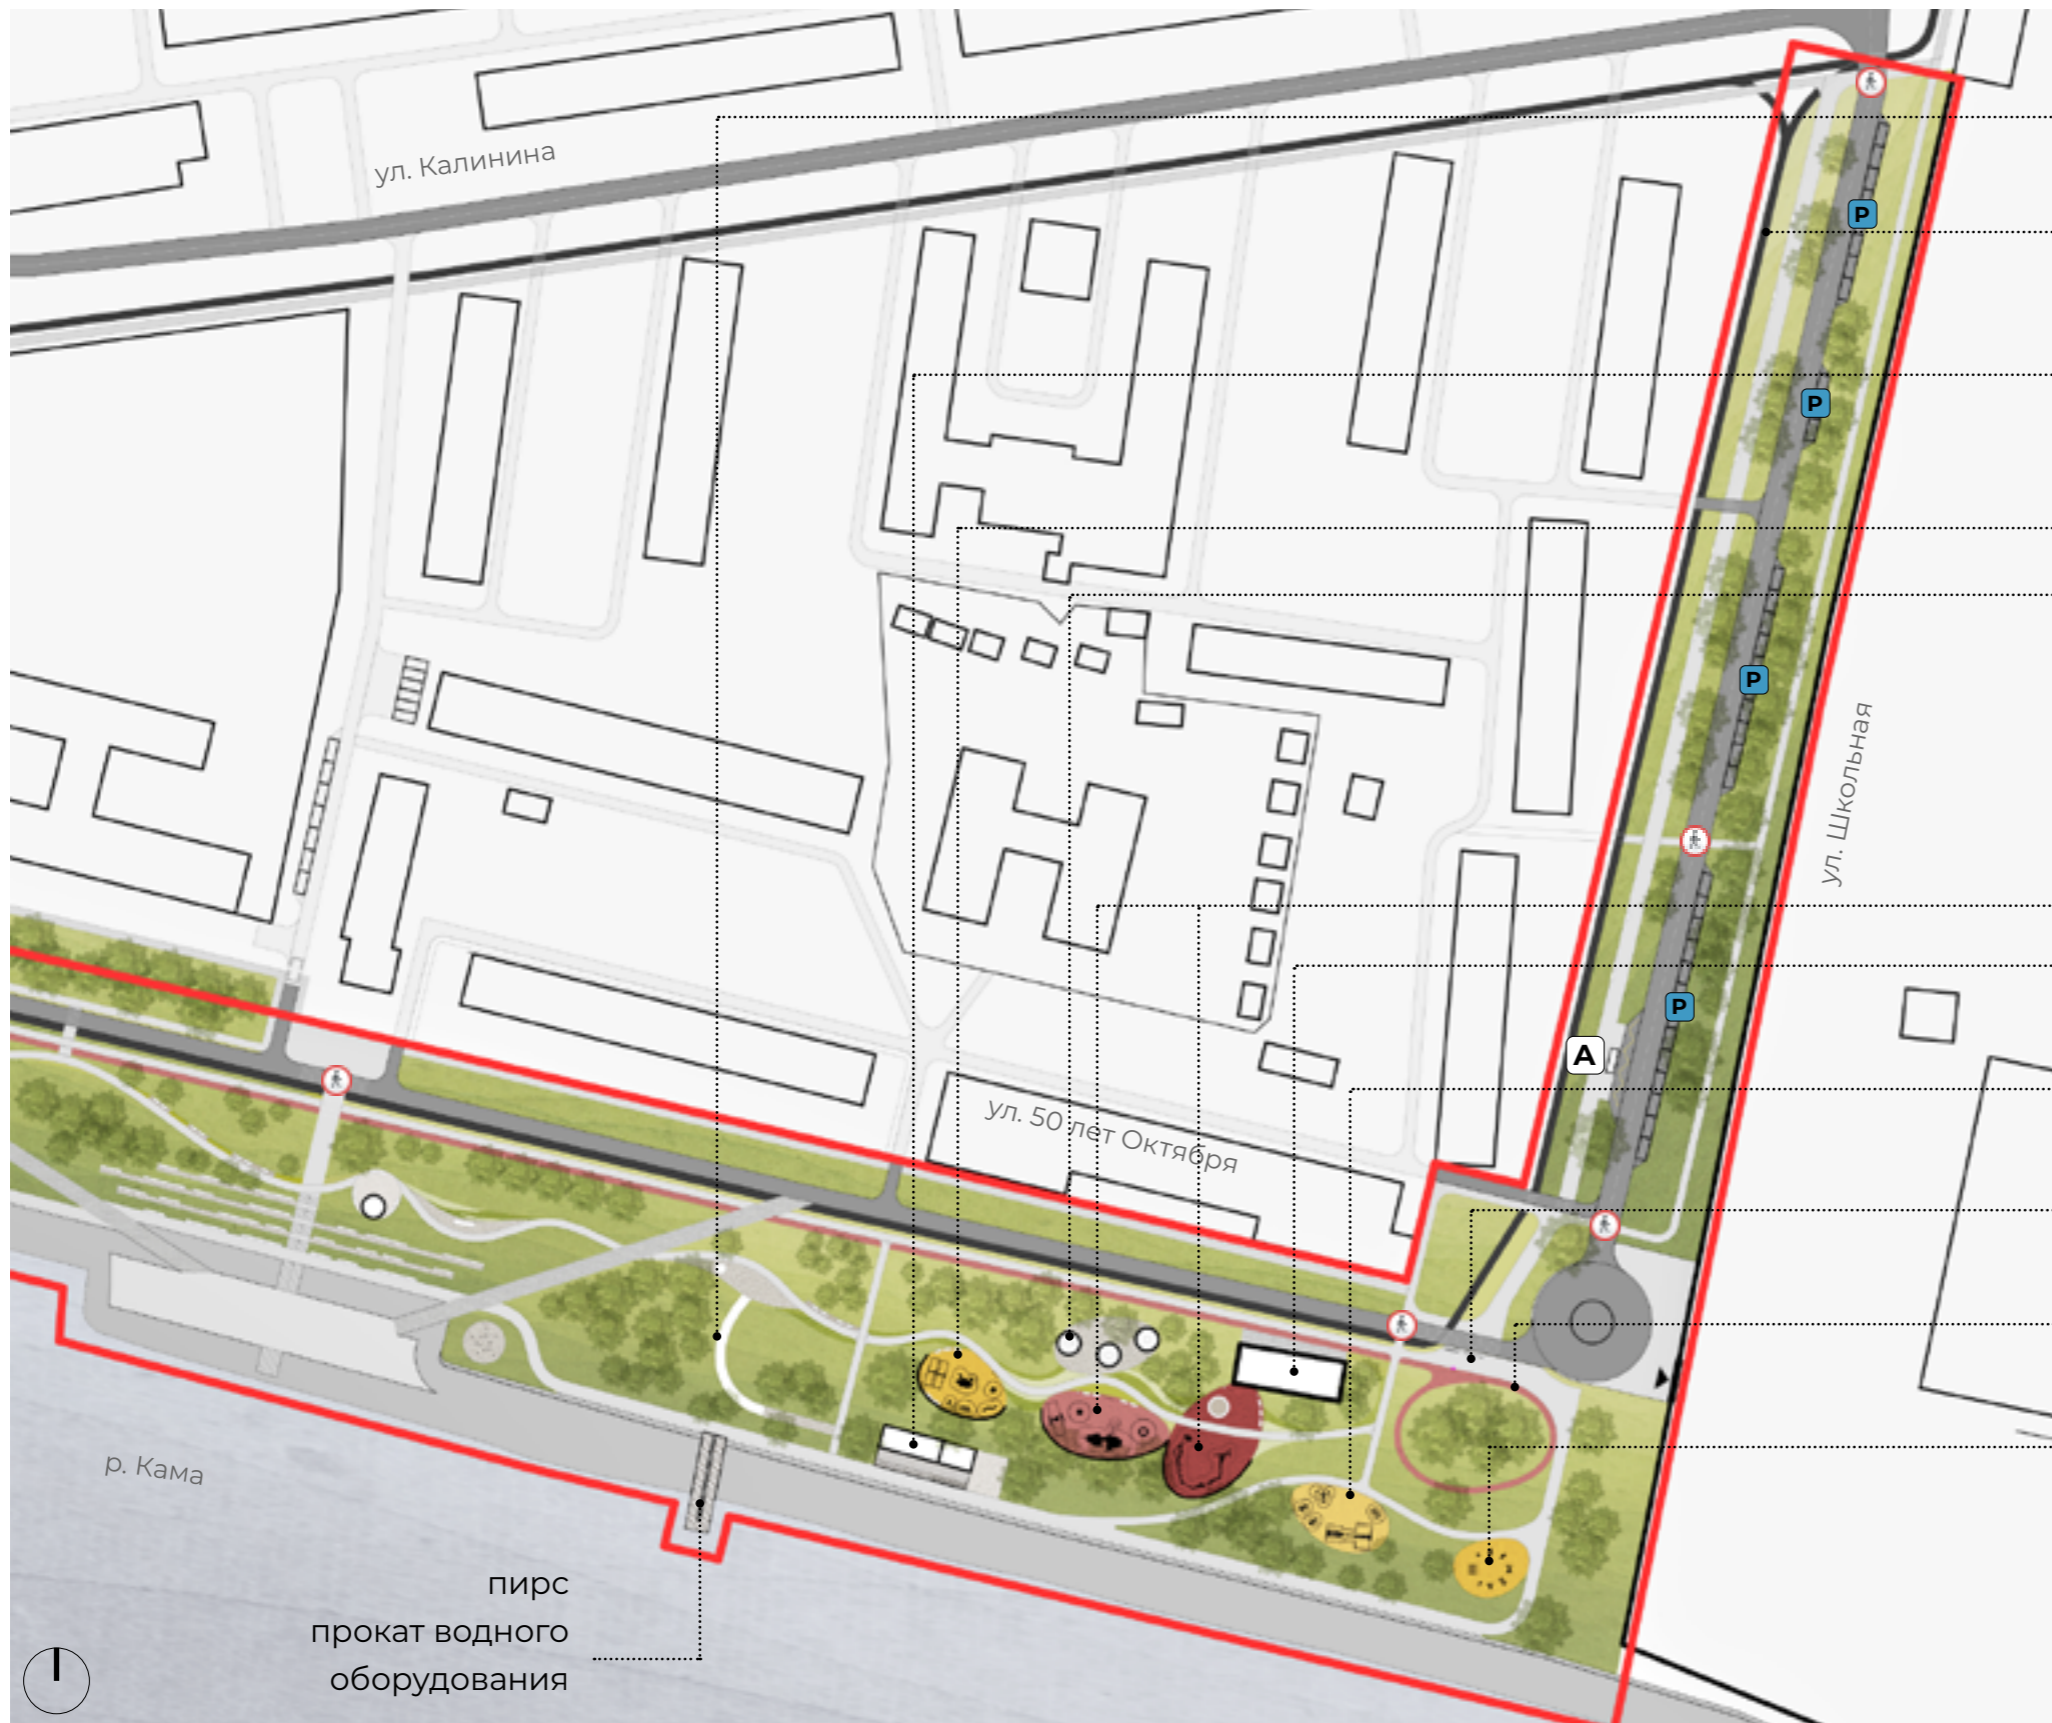 ул. Калинина
P
P
P
ул. Школьная
P
A
ул. 50 лет Октября
р. Кама
пирс
прокат водного
оборудования